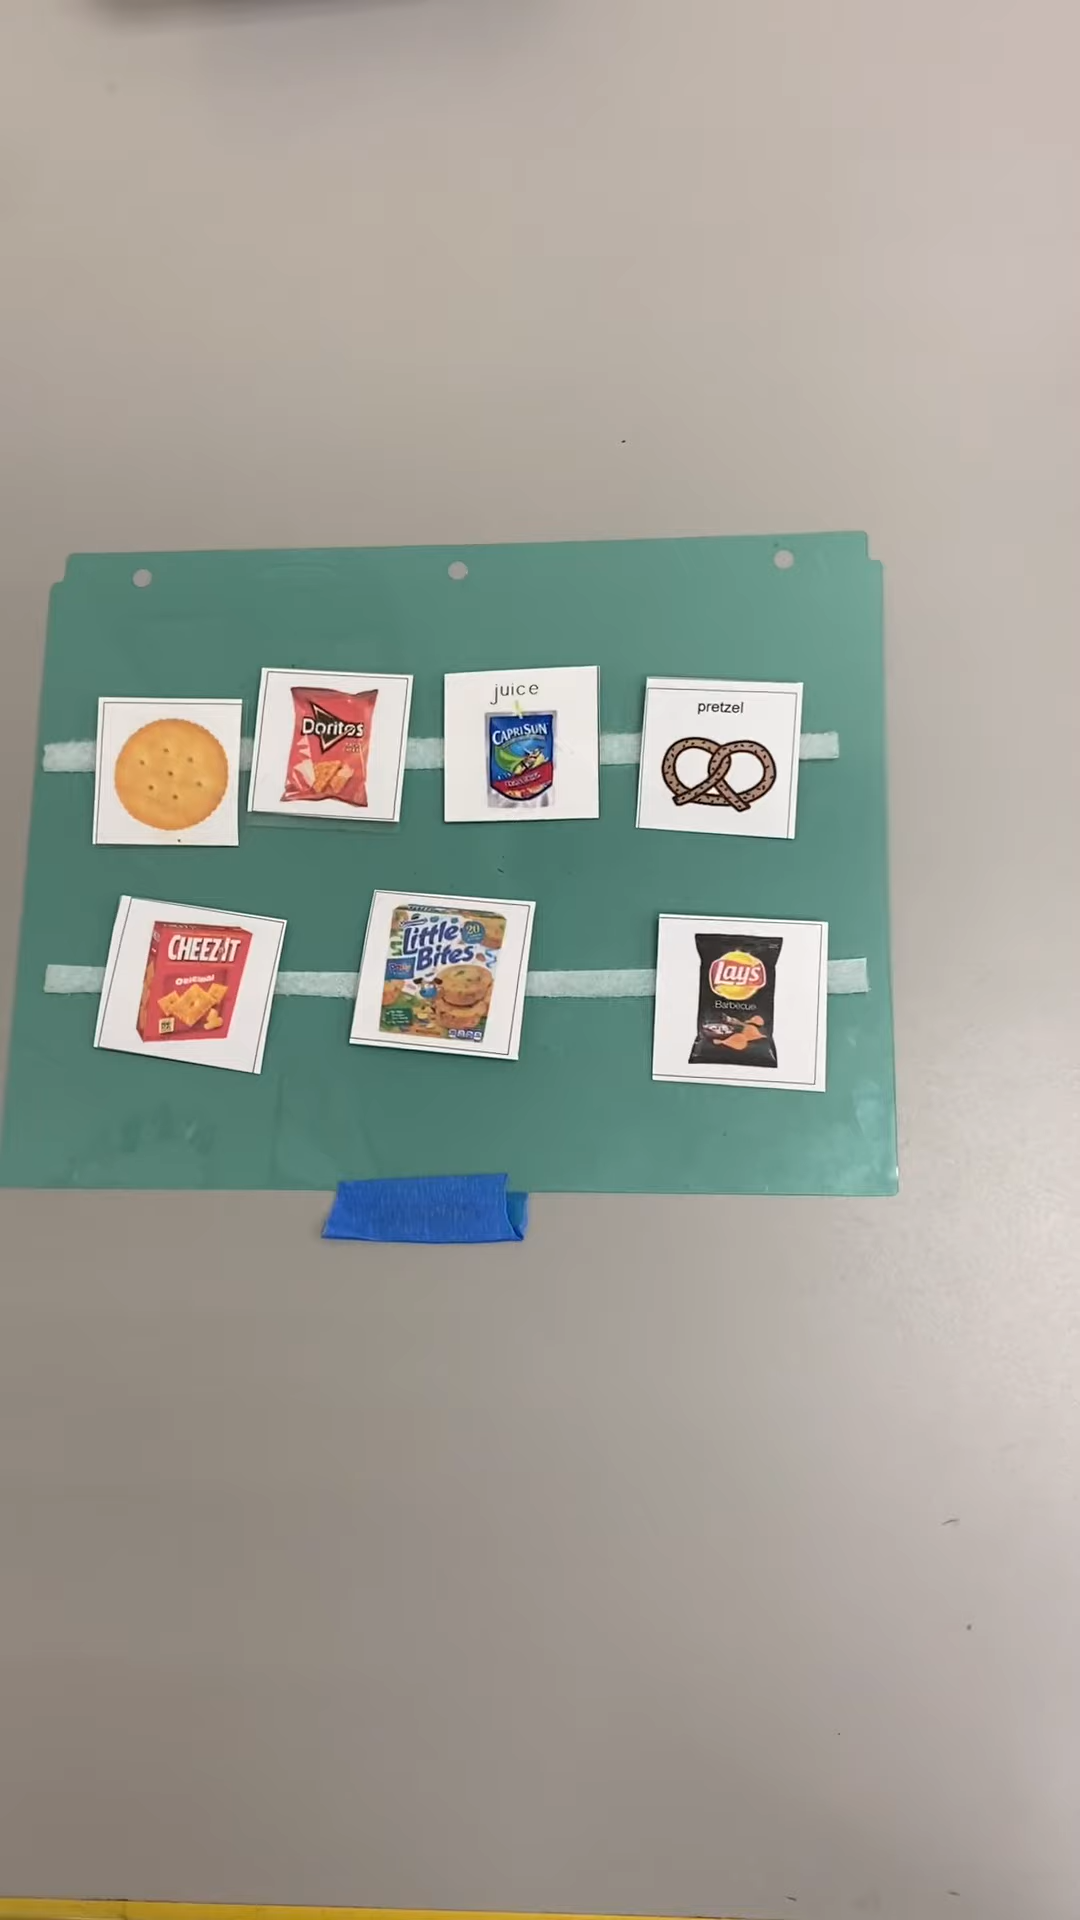 Doritos
juice
CAPRISUN
pretzel
CHEEZ-IT
ORIGINAL
Little
Bites
20
Lay's
Barbecue